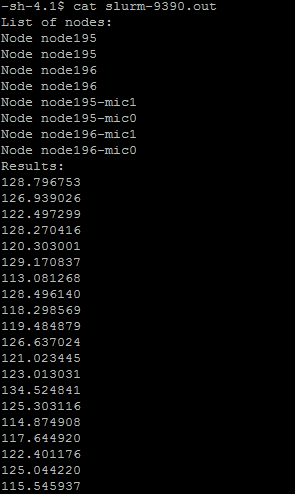 -sh-4.1$ cat slurm-9390.out
List of nodes:
Node node195
Node node195
Node node196
Node node196
Node node195-mic1
Node node195-mic0
Node node196-mic1
Node node196-mic0
Results:
128.796753
126.939026
122.497299
128.270416
120.303001
129.170837
113.081268
128.496140
118.298569
119.484879
126.637024
121.023445
123.013031
134.524841
125.303116
114.874908
117.644920
122.401176
125.044220
115.545937